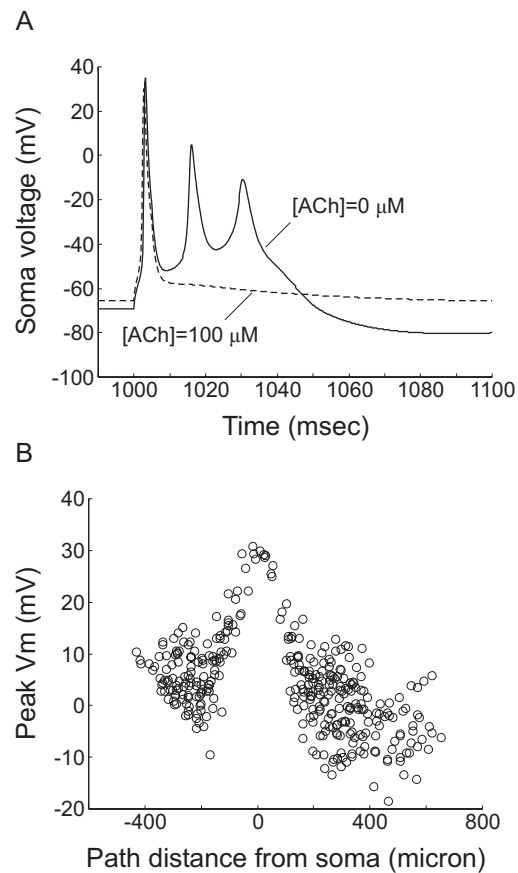 A
40
20
0
-20
-40
-60
-80
-100
Soma voltage (mV)
[ACh]=0 μM
[ACh]=100 μM
1000 1020 1040 1060 1080 1100
Time (msec)
B
40
30
20
10
0
-10
-20
Peak Vm (mV)
-400 0 400 800
Path distance from soma (micron)